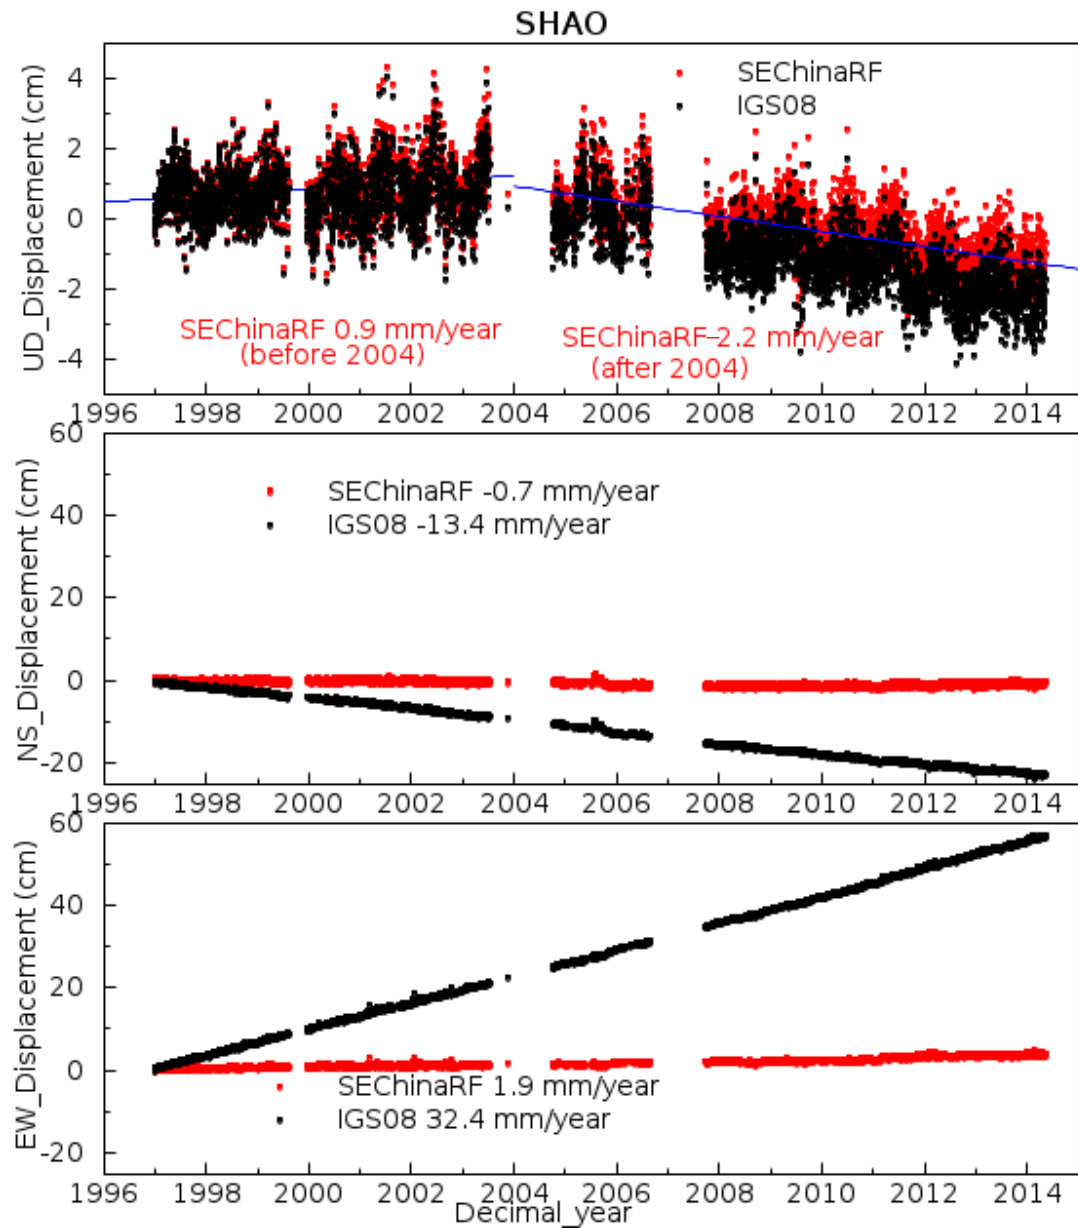 SHAO
UD_Displacement (cm)
4
2
0
-2
-4
SEChinaRF
IGS08
SEChinaRF 0.9 mm/year
(before 2004)
SEChinaRF-2.2 mm/year
(after 2004)
1996 1998 2000 2002 2004 2006 2008 2010 2012 2014
NS_Displacement (cm)
60
40
20
0
-20
SEChinaRF -0.7 mm/year
IGS08 -13.4 mm/year
1996 1998 2000 2002 2004 2006 2008 2010 2012 2014
EW_Displacement (cm)
60
40
20
0
-20
SEChinaRF 1.9 mm/year
IGS08 32.4 mm/year
1996 1998 2000 2002 2004 2006 2008 2010 2012 2014
Decimal_year